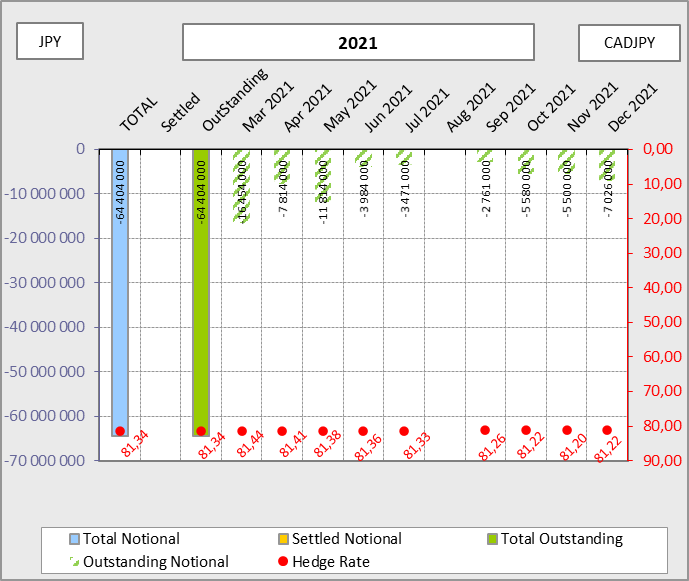 JPY
2021
CADJPY
TOTAL
Settled
OutStanding
Mar 2021
Apr 2021
May 2021
Jun 2021
Jul 2021
Aug 2021
Sep 2021
Oct 2021
Nov 2021
Dec 2021
0
-10 000 000
-20 000 000
-30 000 000
-40 000 000
-50 000 000
-60 000 000
-70 000 000
-64 404 000
-64 404 000
-16 454 000
-7 814 000
-11 814 000
-3 984 000
-3 471 000
-2 761 000
-5 580 000
-5 500 000
-7 026 000
0,00
10,00
20,00
30,00
40,00
50,00
60,00
70,00
80,00
90,00
81,34
81,34
81,44
81,41
81,38
81,36
81,33
81,26
81,22
81,20
81,22
Total Notional
Settled Notional
Total Outstanding
Outstanding Notional
Hedge Rate